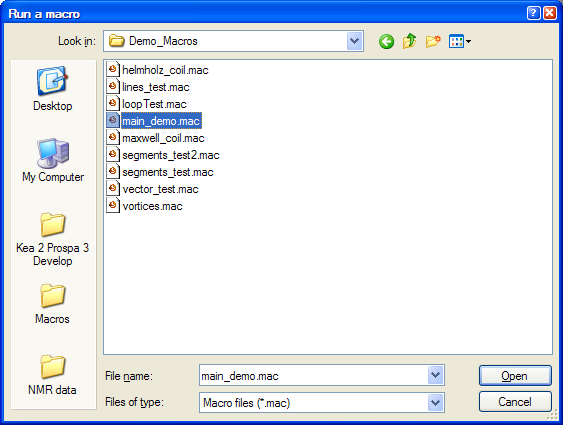 Run a macro
Look in: Demo_Macros
Desktop
My Computer
Kea 2 Prospa 3
Develop
Macros
NMR data
helmholz_coil.mac
lines_test.mac
loopTest.mac
main_demo.mac
maxwell_coil.mac
segments_test2.mac
segments_test.mac
vector_test.mac
vortices.mac
File name: main_demo.mac Open
Files of type: Macro files (*.mac) Cancel